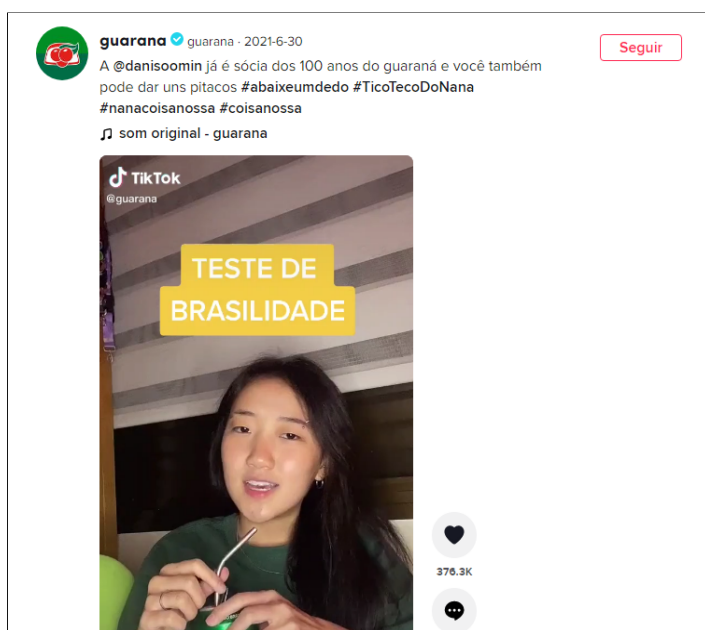 guarana guarana · 2021-6-30
Seguir
A @danisoomin já é sócia dos 100 anos do guaraná e você também
pode dar uns pitacos #abaixeumdedo #TicoTecoDoNana
#nanacoisanossa #coisanossa
som original - guarana
TikTok
@guarana
TESTE DE
BRASILIDADE
376.3K